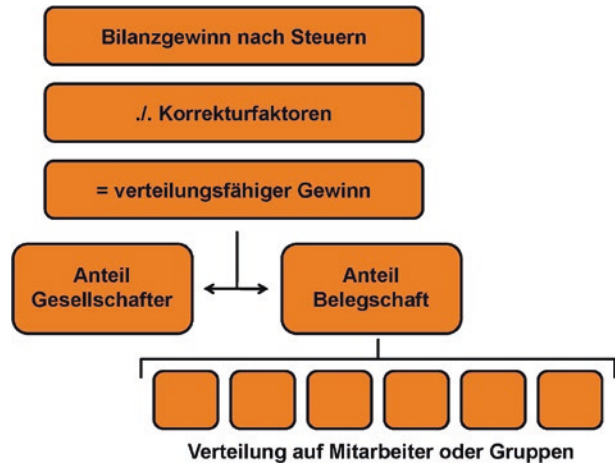 Bilanzgewinn nach Steuern
./. Korrekturfaktoren
= verteilungsfähiger Gewinn
Anteil
Gesellschafter
Anteil
Belegschaft
Verteilung auf Mitarbeiter oder Gruppen